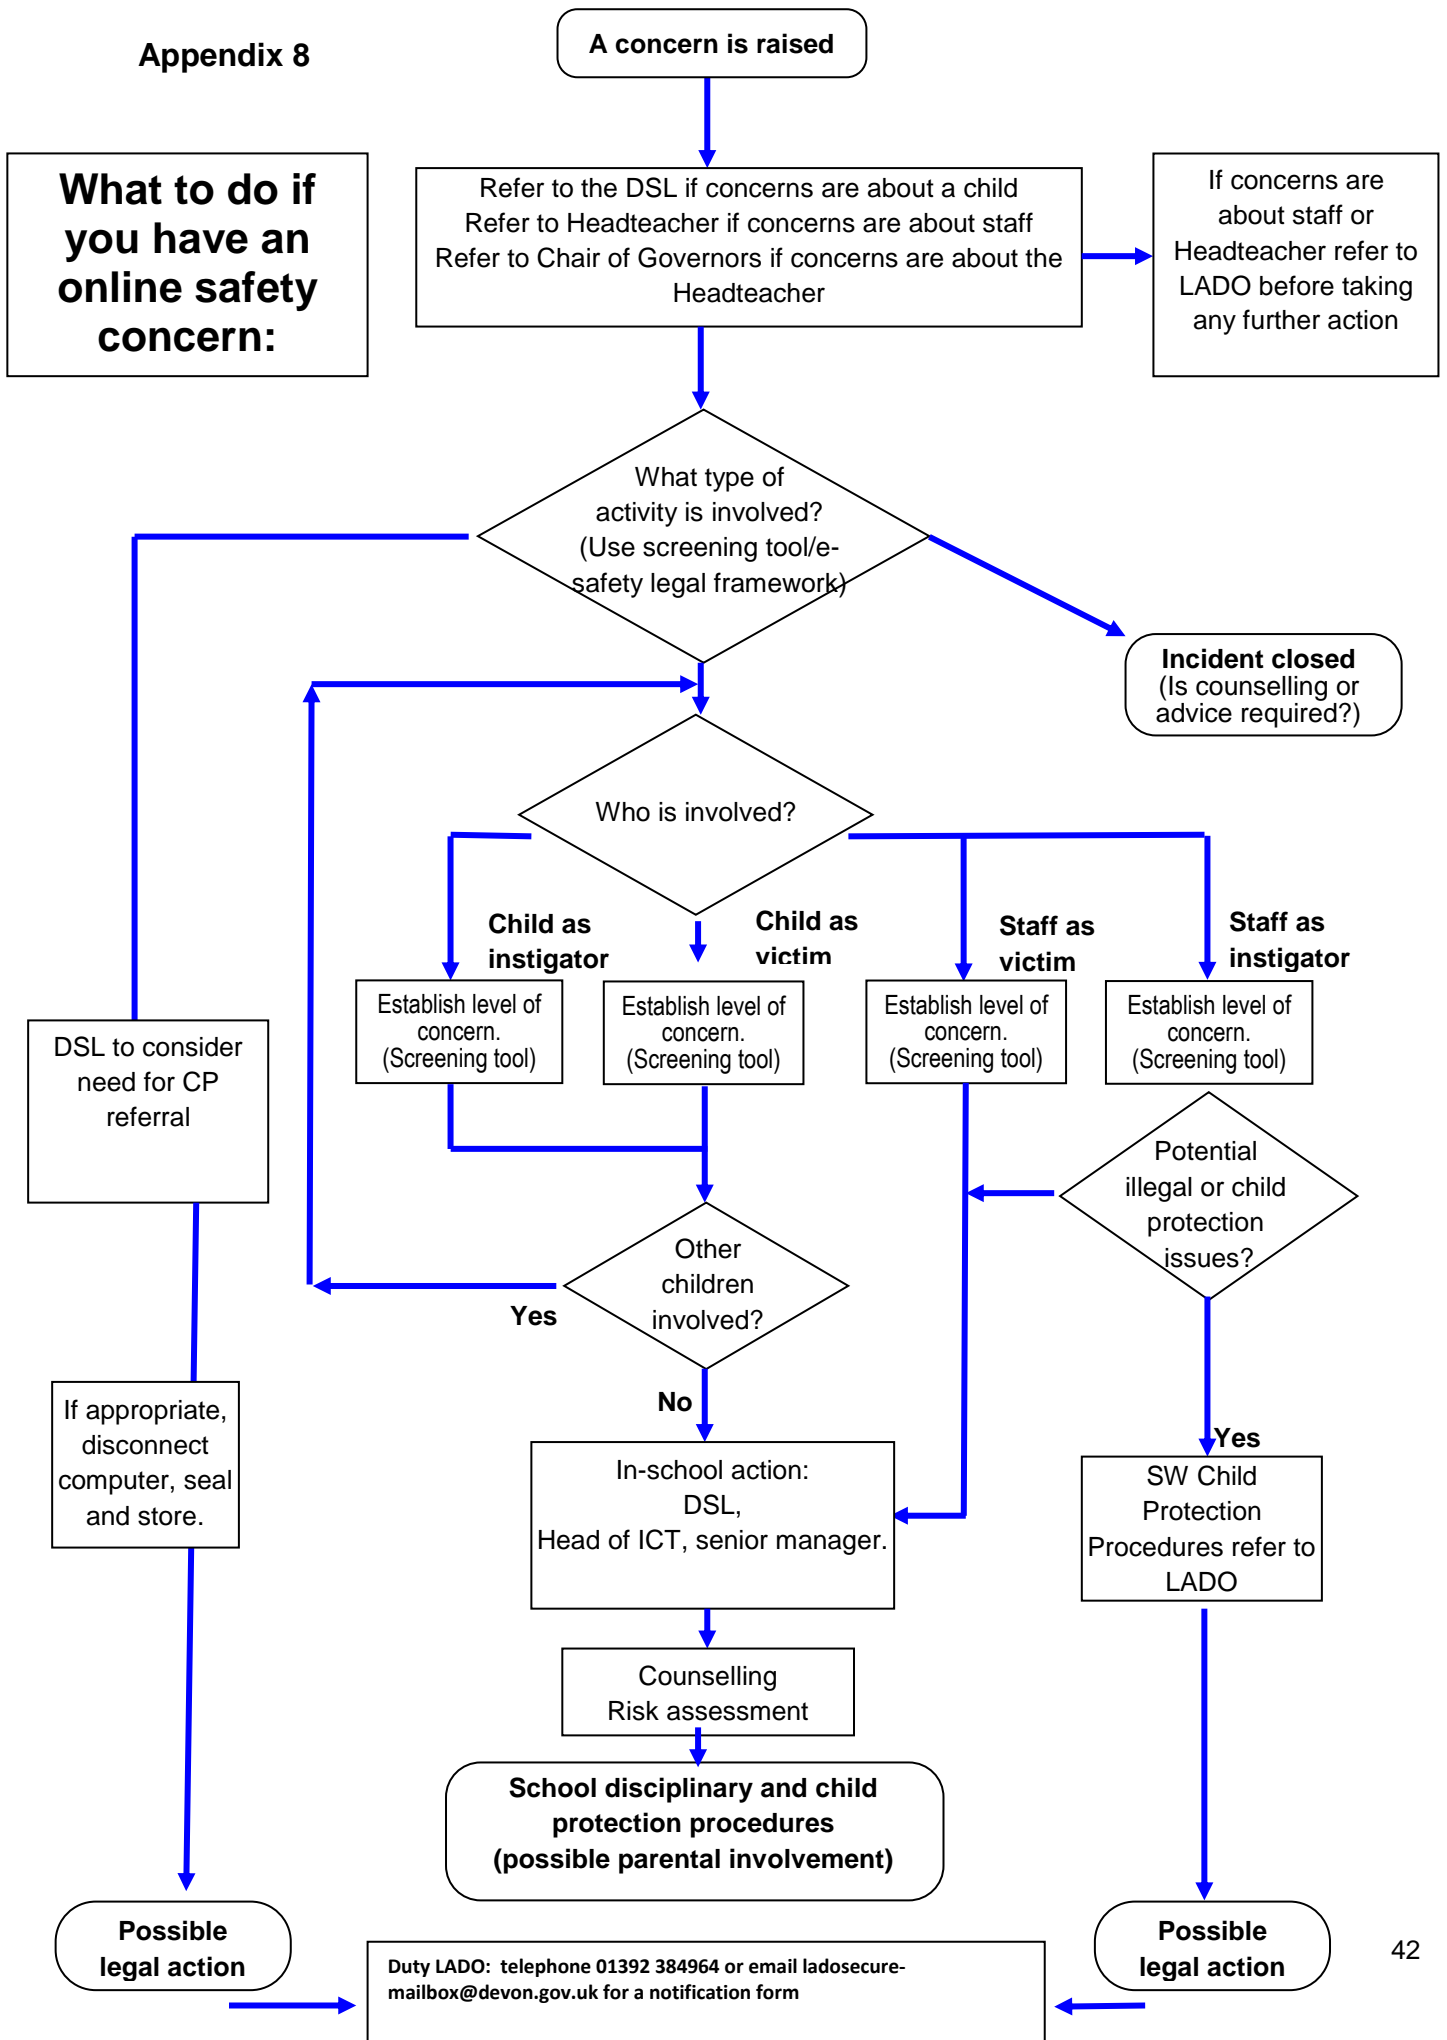 Appendix 8
A concern is raised
What to do if
you have an
online safety
concern:
Refer to the DSL if concerns are about a child
Refer to Headteacher if concerns are about staff
Refer to Chair of Governors if concerns are about the
Headteacher
If concerns are
about staff or
Headteacher refer to
LADO before taking
any further action
What type of
activity is involved?
(Use screening tool/e-
safety legal framework)
Incident closed
(Is counselling or
advice required?)
Who is involved?
Child as
instigator
Child as
victim
Staff as
victim
Staff as
instigator
Establish level of
concern.
(Screening tool)
Establish level of
concern.
(Screening tool)
Establish level of
concern.
(Screening tool)
Establish level of
concern.
(Screening tool)
DSL to consider
need for CP
referral
Potential
illegal or child
protection
issues?
Other
children
involved?
Yes
No
Yes
If appropriate,
disconnect
computer, seal
and store.
In-school action:
DSL,
Head of ICT, senior manager.
SW Child
Protection
Procedures refer to
LADO
Counselling
Risk assessment
School disciplinary and child
protection procedures
(possible parental involvement)
Possible
legal action
Possible
legal action
42
Duty LADO: telephone 01392 384964 or email ladosecure-
mailbox@devon.gov.uk for a notification form